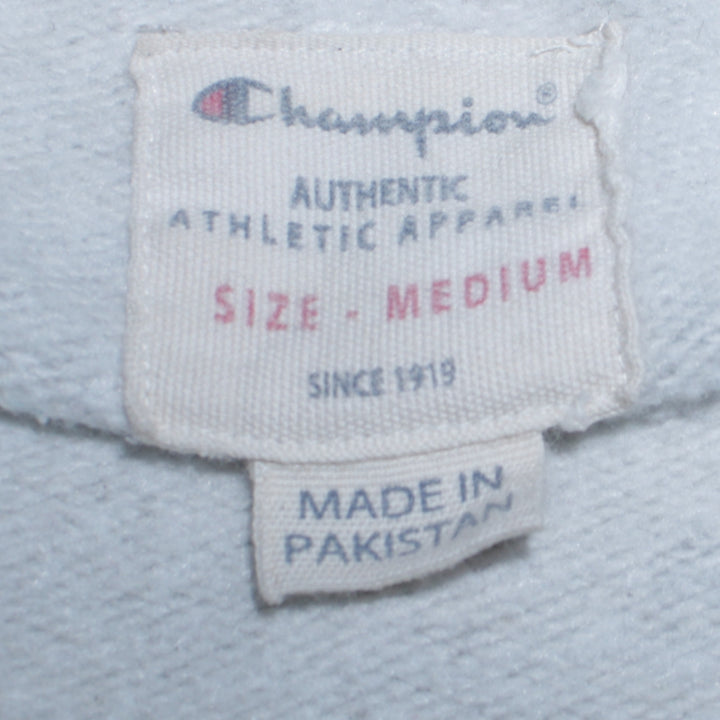 Champion®
AUTHENTIC
ATHLETIC APPAREL
SIZE - MEDIUM
SINCE 1919
MADE IN
PAKISTAN